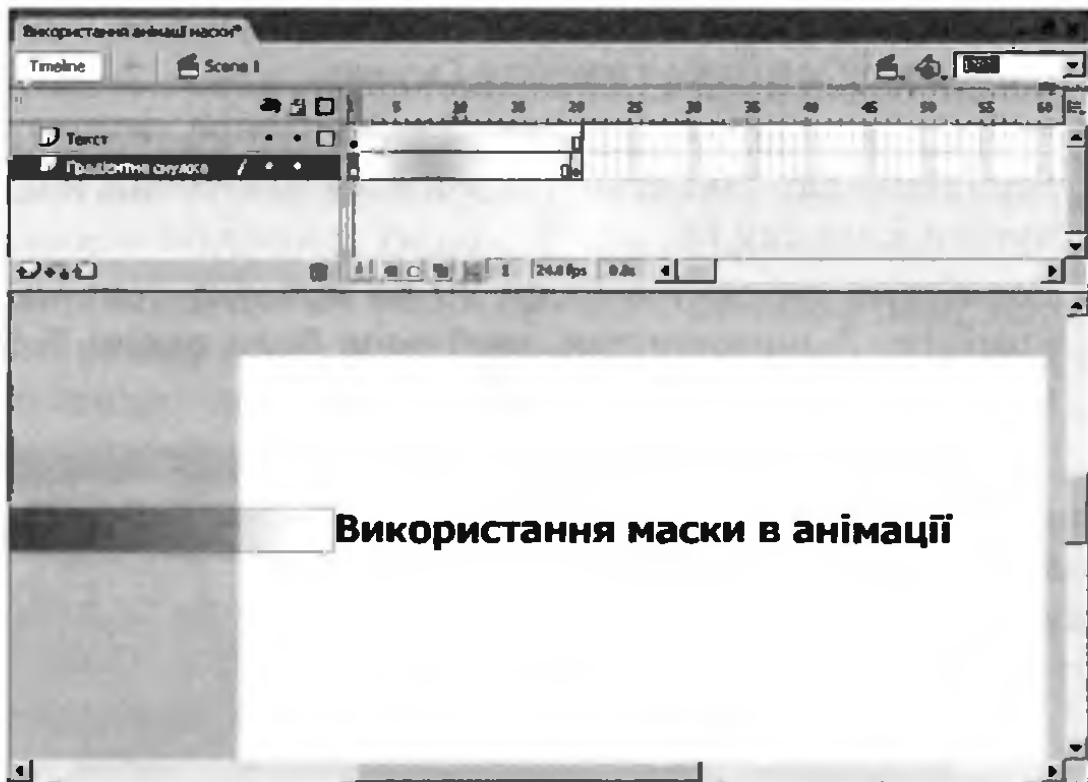 Використання анімації маски*
Timeline
Scene 1
5 10 15 20 25 30 35 40 45 50 55 60
Текст
Градієнтна смужка
1 24.0 fps 0.0s
Використання маски в анімації